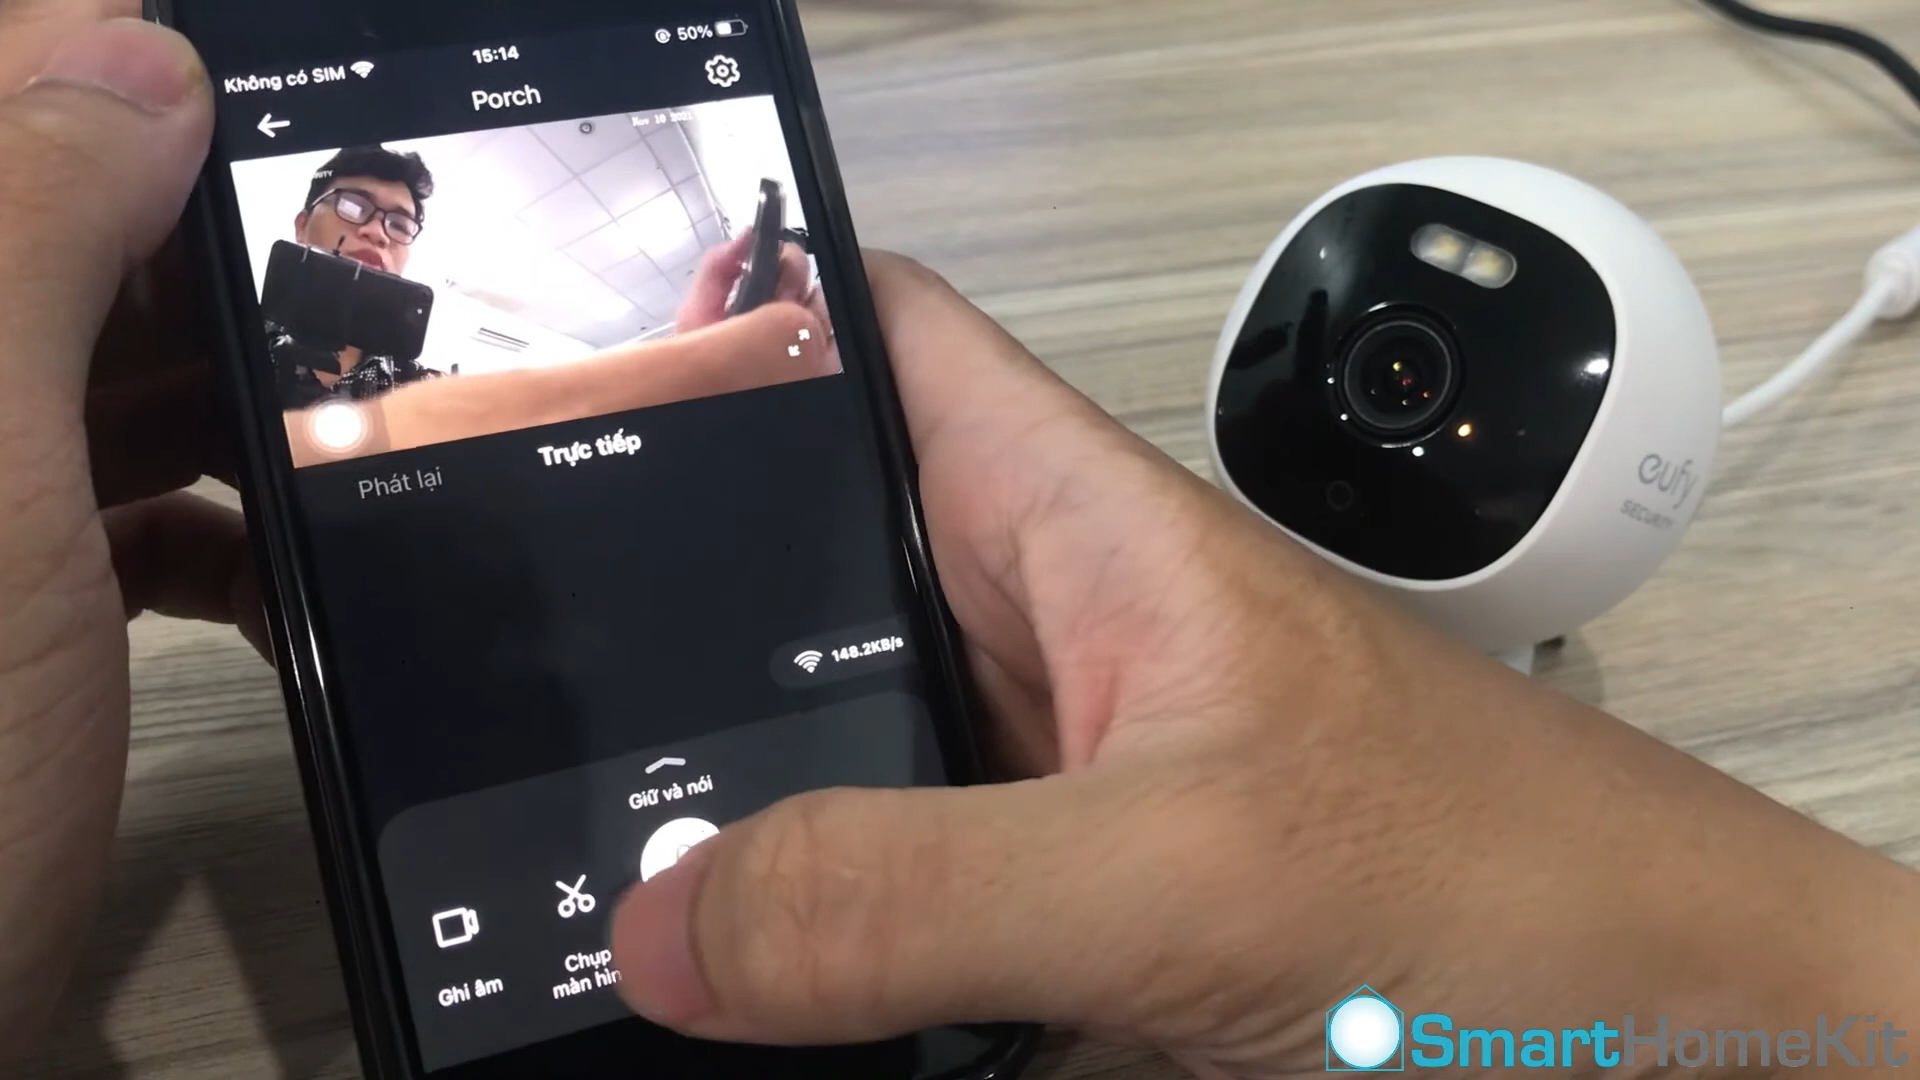 Không có SIM
15:14
50%
Porch
Nov 10 2021
Trực tiếp
Phát lại
148.2KB/s
Giữ và nói
Ghi âm
Chụp
màn hìn
eufy
SECURITY
SmartHomeKit